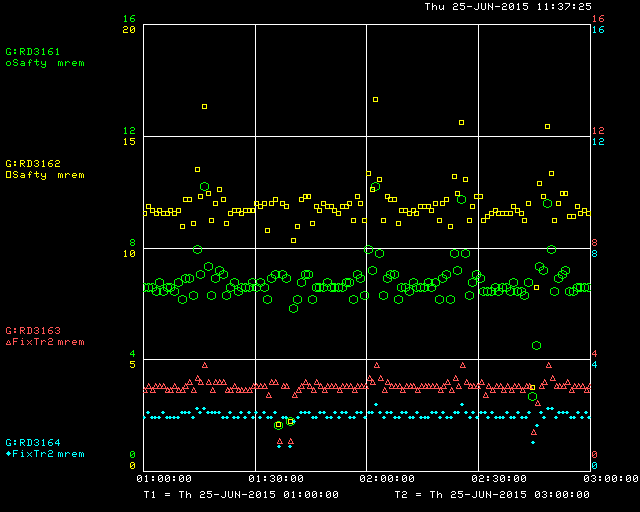 Thu 25-JUN-2015 11:37:25
16 16
20 12
G:RD3161
oSafty mrem
12 12
15 12
G:RD3162
□Safty mrem
8 8
10 8
G:RD3163
△FixTr2 mrem
4 4
5 4
G:RD3164
◆FixTr2 mrem
0 0
0 0
01:00:00 01:30:00 02:00:00 02:30:00 03:00:00
T1 = Th 25-JUN-2015 01:00:00 T2 = Th 25-JUN-2015 03:00:00